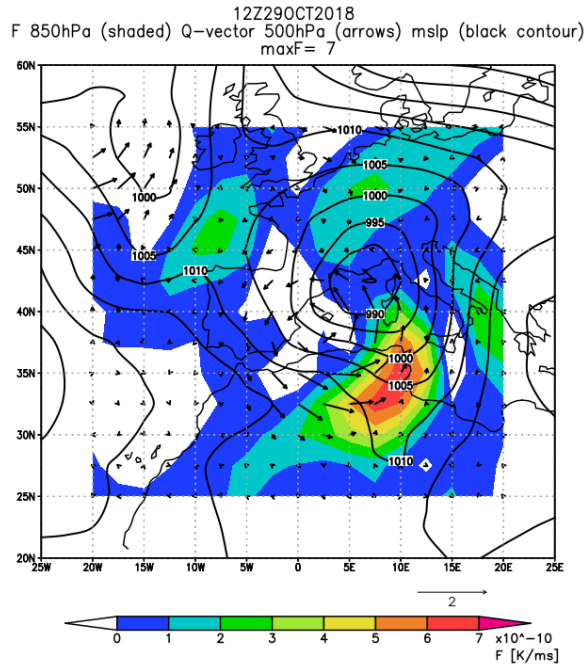 12Z29OCT2018
F 850hPa (shaded) Q-vector 500hPa (arrows) mslp (black contour)
maxF= 7
60N
55N
1010
1005
50N
1000
1000
995
45N
1005
1010
40N
990
35N
1000
1005
30N
1010
25N
20N
25W 20W 15W 10W 5W 0 5E 10E 15E 20E 25E
2
0 1 2 3 4 5 6 7 x10^-10
F [K/ms]